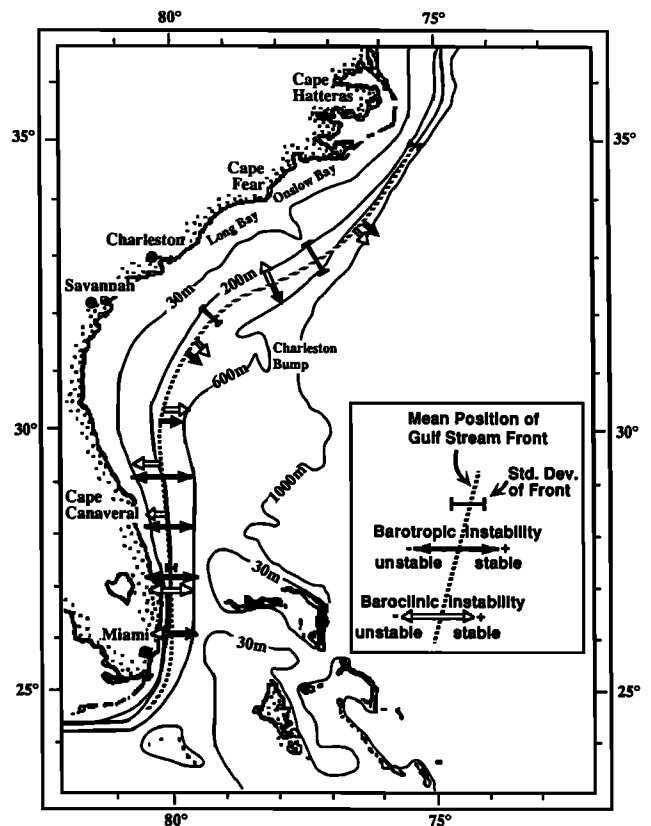 80°
75°
Cape
Hatteras
35°
35°
Cape
Fear
Onslow Bay
Long Bay
Charleston
Savannah
200m
30m
Charleston
Bump
600m
30°
30°
1000m
Cape
Canaveral
30m
Miami
30m
25°
25°
80°
75°
Mean Position of
Gulf Stream Front
Std. Dev.
of Front
Barotropic Instability
- +
unstable stable
Baroclinic Instability
- +
unstable stable